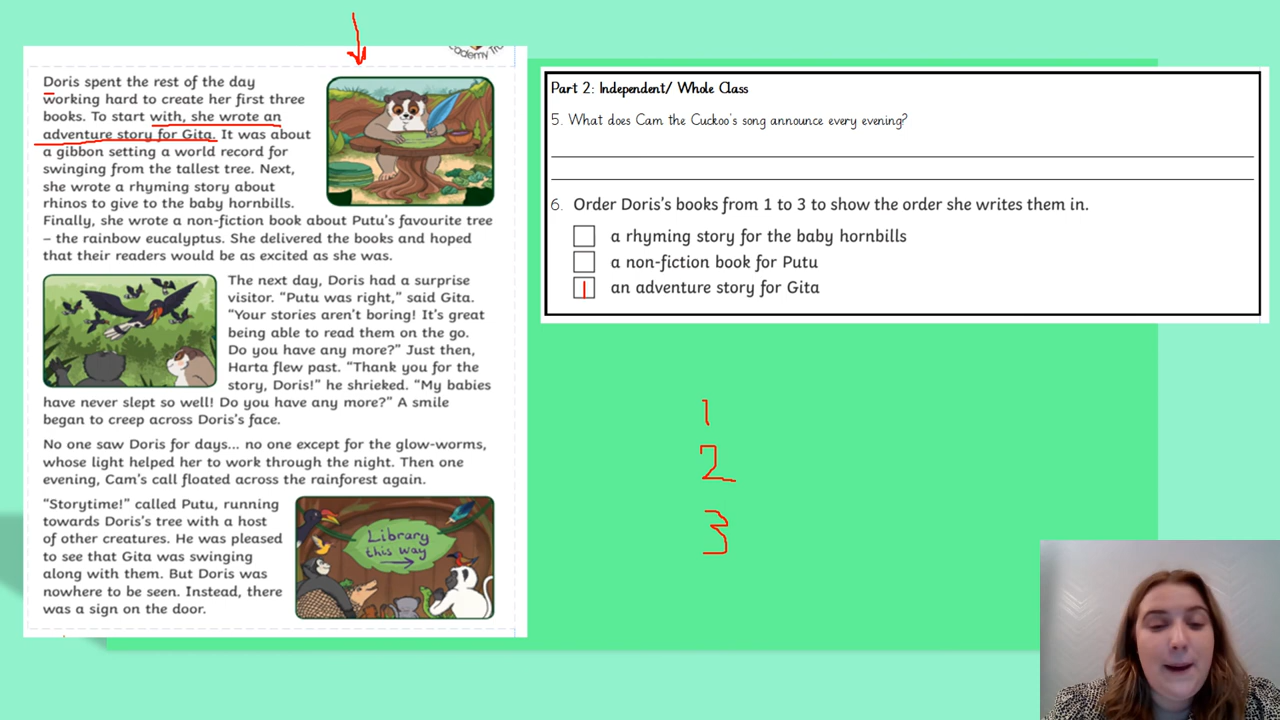 cademy Tru
Doris spent the rest of the day
working hard to create her first three
books. To start with, she wrote an
adventure story for Gita. It was about
a gibbon setting a world record for
swinging from the tallest tree. Next,
she wrote a rhyming story about
rhinos to give to the baby hornbills.
Finally, she wrote a non-fiction book about Putu's favourite tree
– the rainbow eucalyptus. She delivered the books and hoped
that their readers would be as excited as she was.
The next day, Doris had a surprise
visitor. "Putu was right," said Gita.
"Your stories aren't boring! It's great
being able to read them on the go.
Do you have any more?" Just then,
Harta flew past. "Thank you for the
story, Doris!" he shrieked. "My babies
have never slept so well! Do you have any more?" A smile
began to creep across Doris's face.
No one saw Doris for days... no one except for the glow-worms,
whose light helped her to work through the night. Then one
evening, Cam's call floated across the rainforest again.
"Storytime!" called Putu, running
towards Doris's tree with a host
of other creatures. He was pleased
to see that Gita was swinging
along with them. But Doris was
nowhere to be seen. Instead, there
was a sign on the door.
Library
this way
Part 2: Independent/ Whole Class
5. What does Cam the Cuckoo's song announce every evening?
6. Order Doris's books from 1 to 3 to show the order she writes them in.
a rhyming story for the baby hornbills
a non-fiction book for Putu
1 an adventure story for Gita
1
2
3